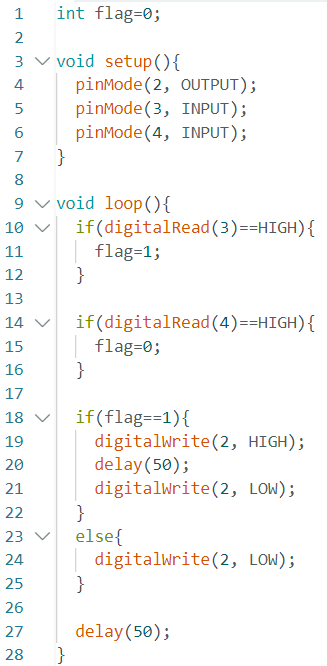 1 int flag=0;
2
3 void setup(){
4   pinMode(2, OUTPUT);
5   pinMode(3, INPUT);
6   pinMode(4, INPUT);
7 }
8
9 void loop(){
10   if(digitalRead(3)==HIGH){
11     flag=1;
12   }
13
14   if(digitalRead(4)==HIGH){
15     flag=0;
16   }
17
18   if(flag==1){
19     digitalWrite(2, HIGH);
20     delay(50);
21     digitalWrite(2, LOW);
22   }
23   else{
24     digitalWrite(2, LOW);
25   }
26
27   delay(50);
28 }